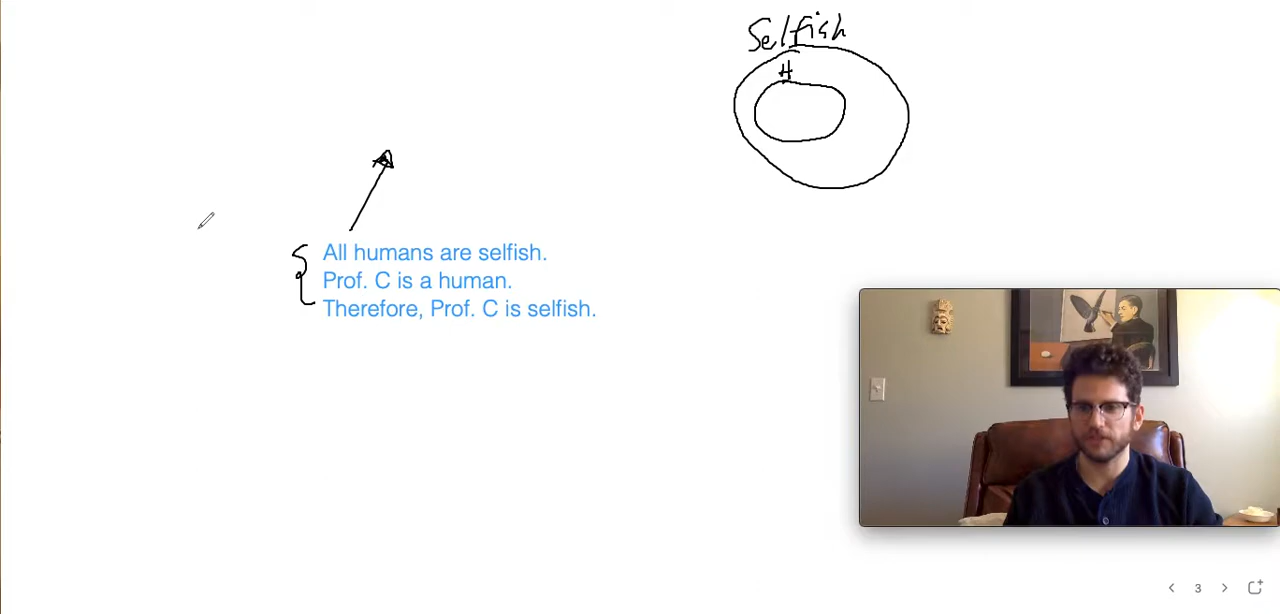 Selfish
H
All humans are selfish.
Prof. C is a human.
Therefore, Prof. C is selfish.
3